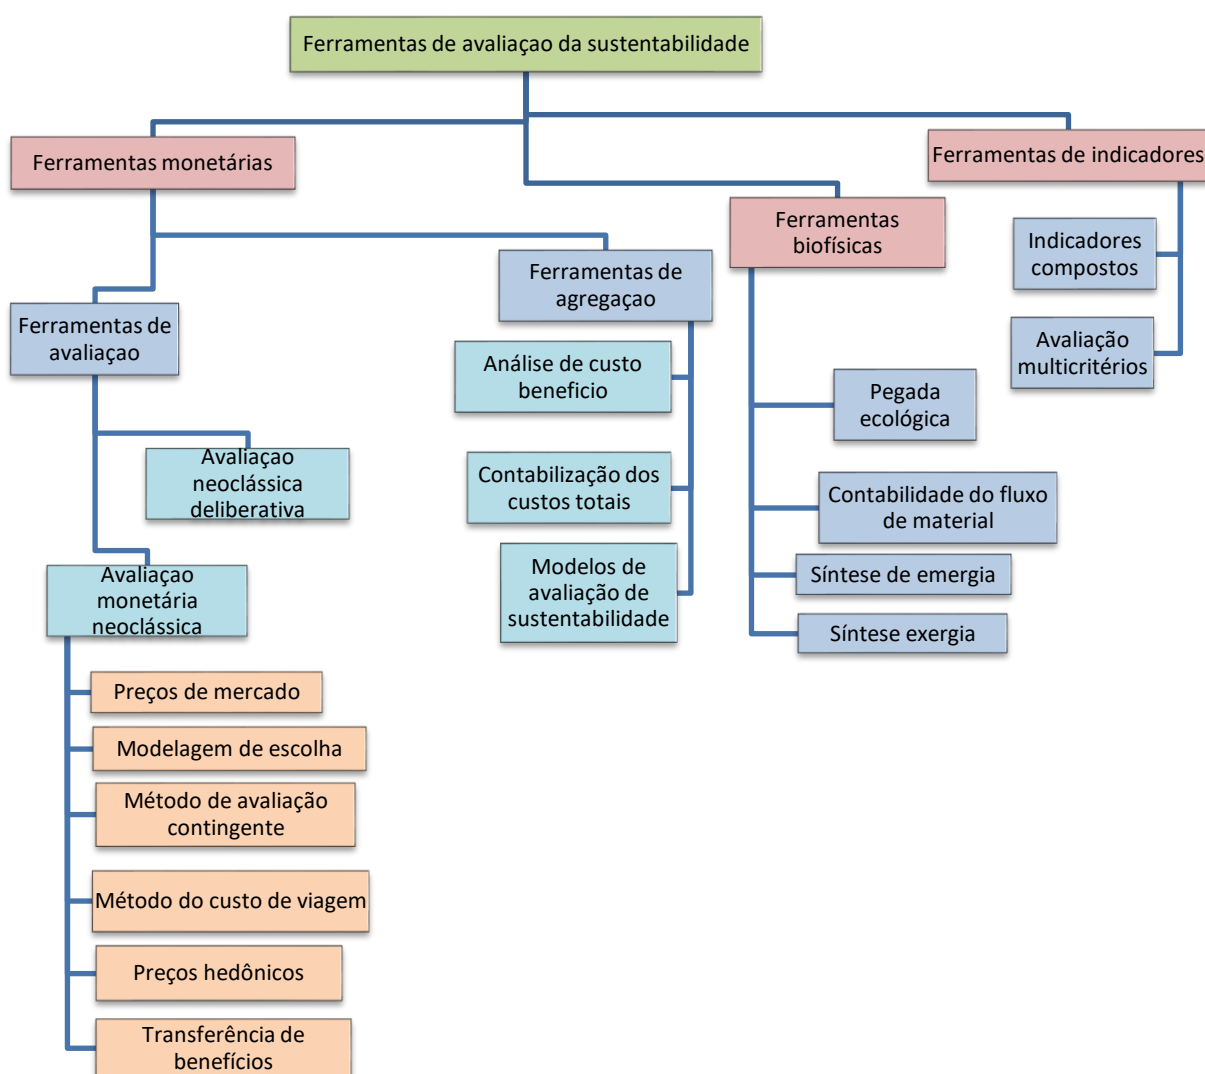 Ferramentas de avaliaçao da sustentabilidade
Ferramentas monetárias
Ferramentas de
avaliaçao
Avaliaçao
neoclássica
deliberativa
Avaliaçao
monetária
neoclássica
Preços de mercado
Modelagem de escolha
Método de avaliação
contingente
Método do custo de viagem
Preços hedônicos
Transferência de
benefícios
Ferramentas de
agregaçao
Análise de custo
beneficio
Contabilização dos
custos totais
Modelos de
avaliação de
sustentabilidade
Ferramentas
biofísicas
Pegada
ecológica
Contabilidade do fluxo
de material
Síntese de emergia
Síntese exergia
Ferramentas de indicadores
Indicadores
compostos
Avaliação
multicritérios